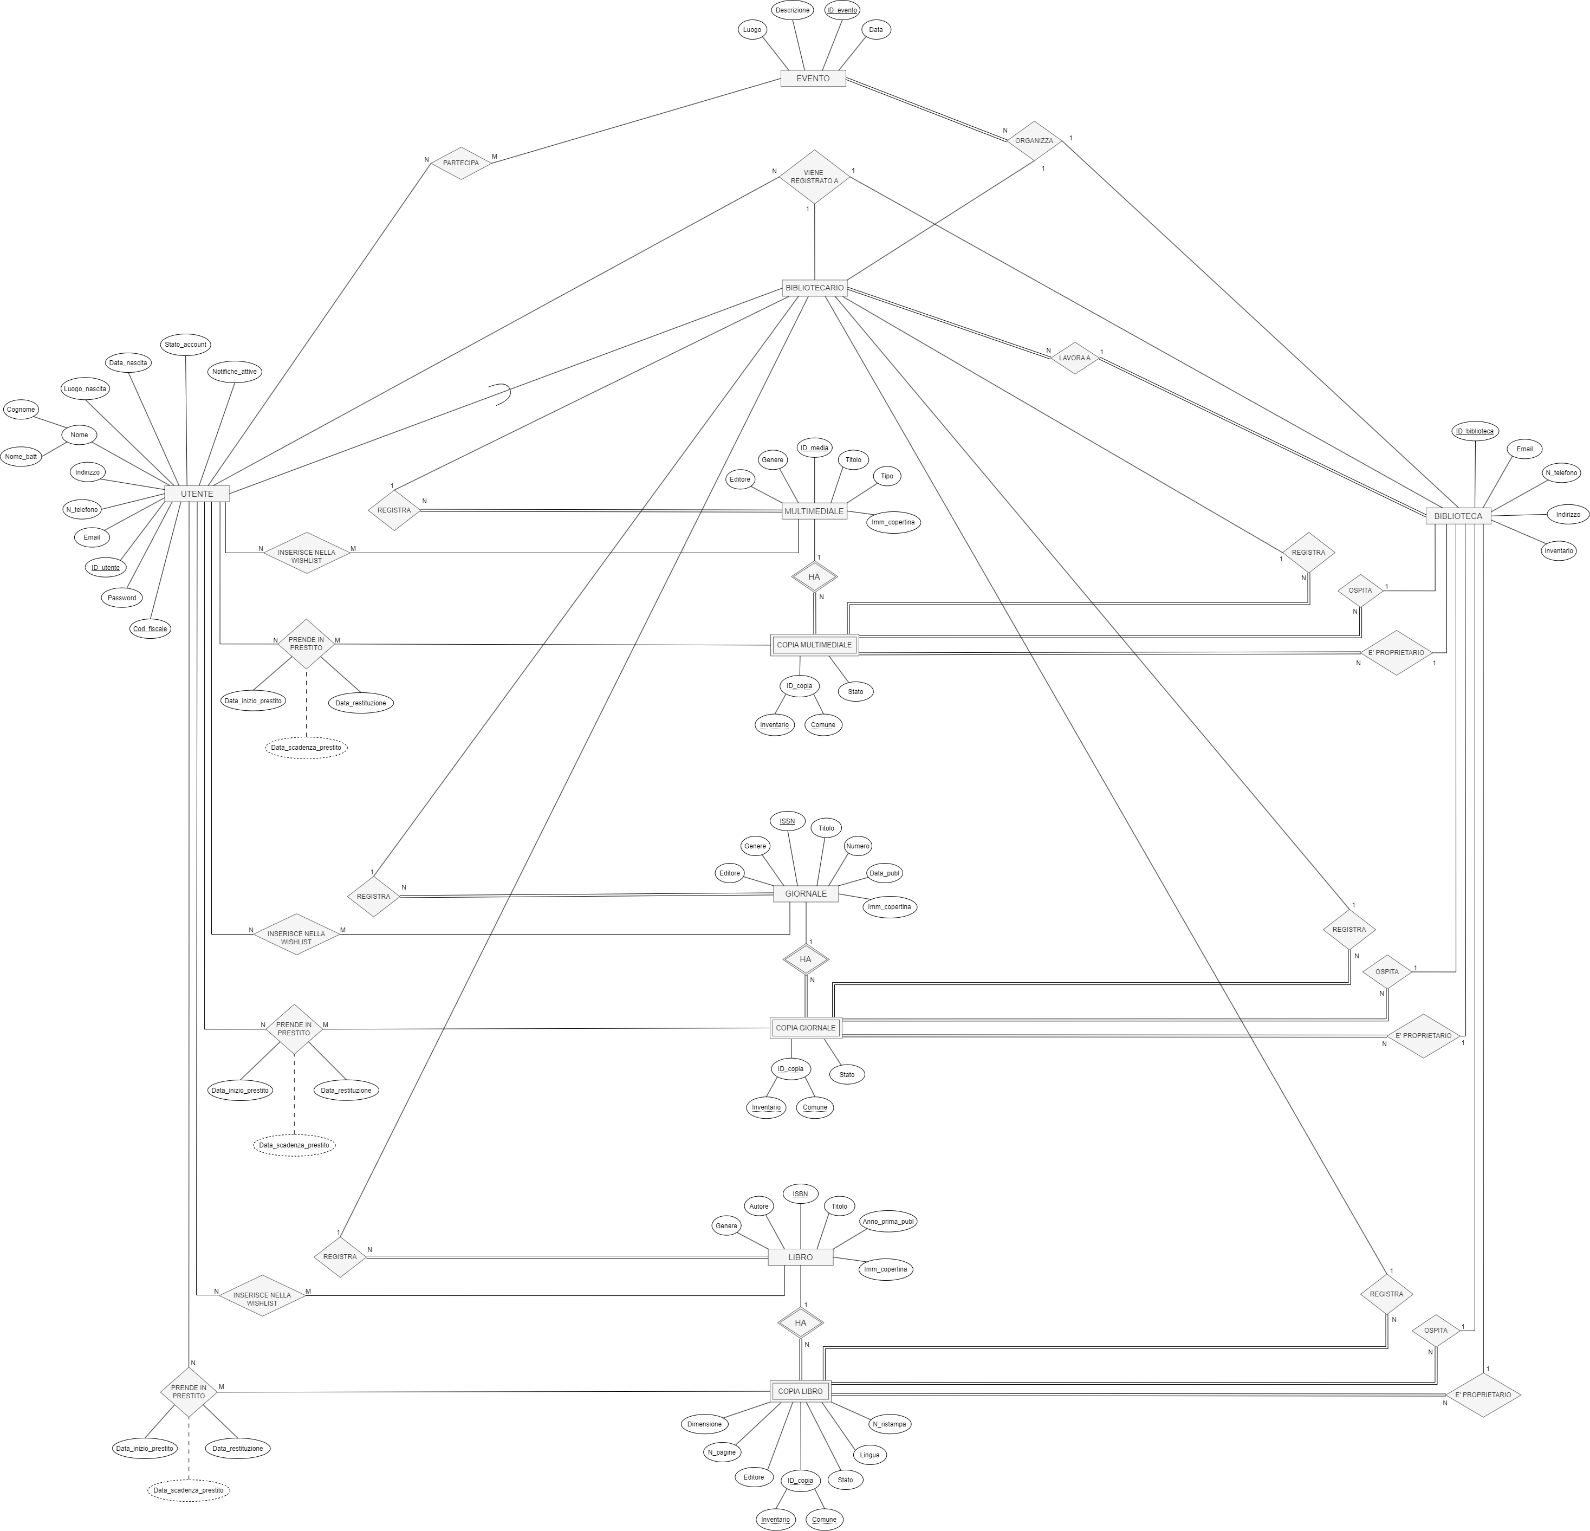 Descrizione
ID_evento
Luogo
Data
EVENTO
N
1
ORGANIZZA
1
N
M
PARTECIPA
N
VIENE
REGISTRATO A
1
1
BIBLIOTECARIO
Stato_account
Data_nascita
Notifiche_attive
Luogo_nascita
Cognome
Nome
Nome_batt
Indirizzo
N_telefono
Email
ID_utente
Password
Cod_fiscale
UTENTE
N
1
LAVORA A
ID_biblioteca
Email
N_telefono
Indirizzo
Inventario
BIBLIOTECA
ID_media
Genere
Titolo
Editore
Tipo
Imm_copertina
MULTIMEDIALE
1
N
REGISTRA
N
M
INSERISCE NELLA
WISHLIST
1
HA
N
1
REGISTRA
N
OSPITA
1
N
N
M
PRENDE IN
PRESTITO
COPIA MULTIMEDIALE
E' PROPRIETARIO
N
1
Data_inizio_prestito
Data_restituzione
Data_scadenza_prestito
ID_copia
Stato
Inventario
Comune
ISSN
Titolo
Genere
Numero
Editore
Data_publ
Imm_copertina
GIORNALE
1
N
REGISTRA
N
M
INSERISCE NELLA
WISHLIST
1
HA
N
1
REGISTRA
N
OSPITA
1
N
N
M
PRENDE IN
PRESTITO
COPIA GIORNALE
E' PROPRIETARIO
N
1
Data_inizio_prestito
Data_restituzione
Data_scadenza_prestito
ID_copia
Stato
Inventario
Comune
ISBN
Autore
Titolo
Genere
Anno_prima_publ
Imm_copertina
LIBRO
1
N
REGISTRA
N
M
INSERISCE NELLA
WISHLIST
1
HA
N
1
REGISTRA
N
OSPITA
1
N
N
M
PRENDE IN
PRESTITO
COPIA LIBRO
1
E' PROPRIETARIO
N
Data_inizio_prestito
Data_restituzione
Data_scadenza_prestito
Dimensione
N_ristampa
N_pagine
Lingua
Editore
ID_copia
Stato
Inventario
Comune